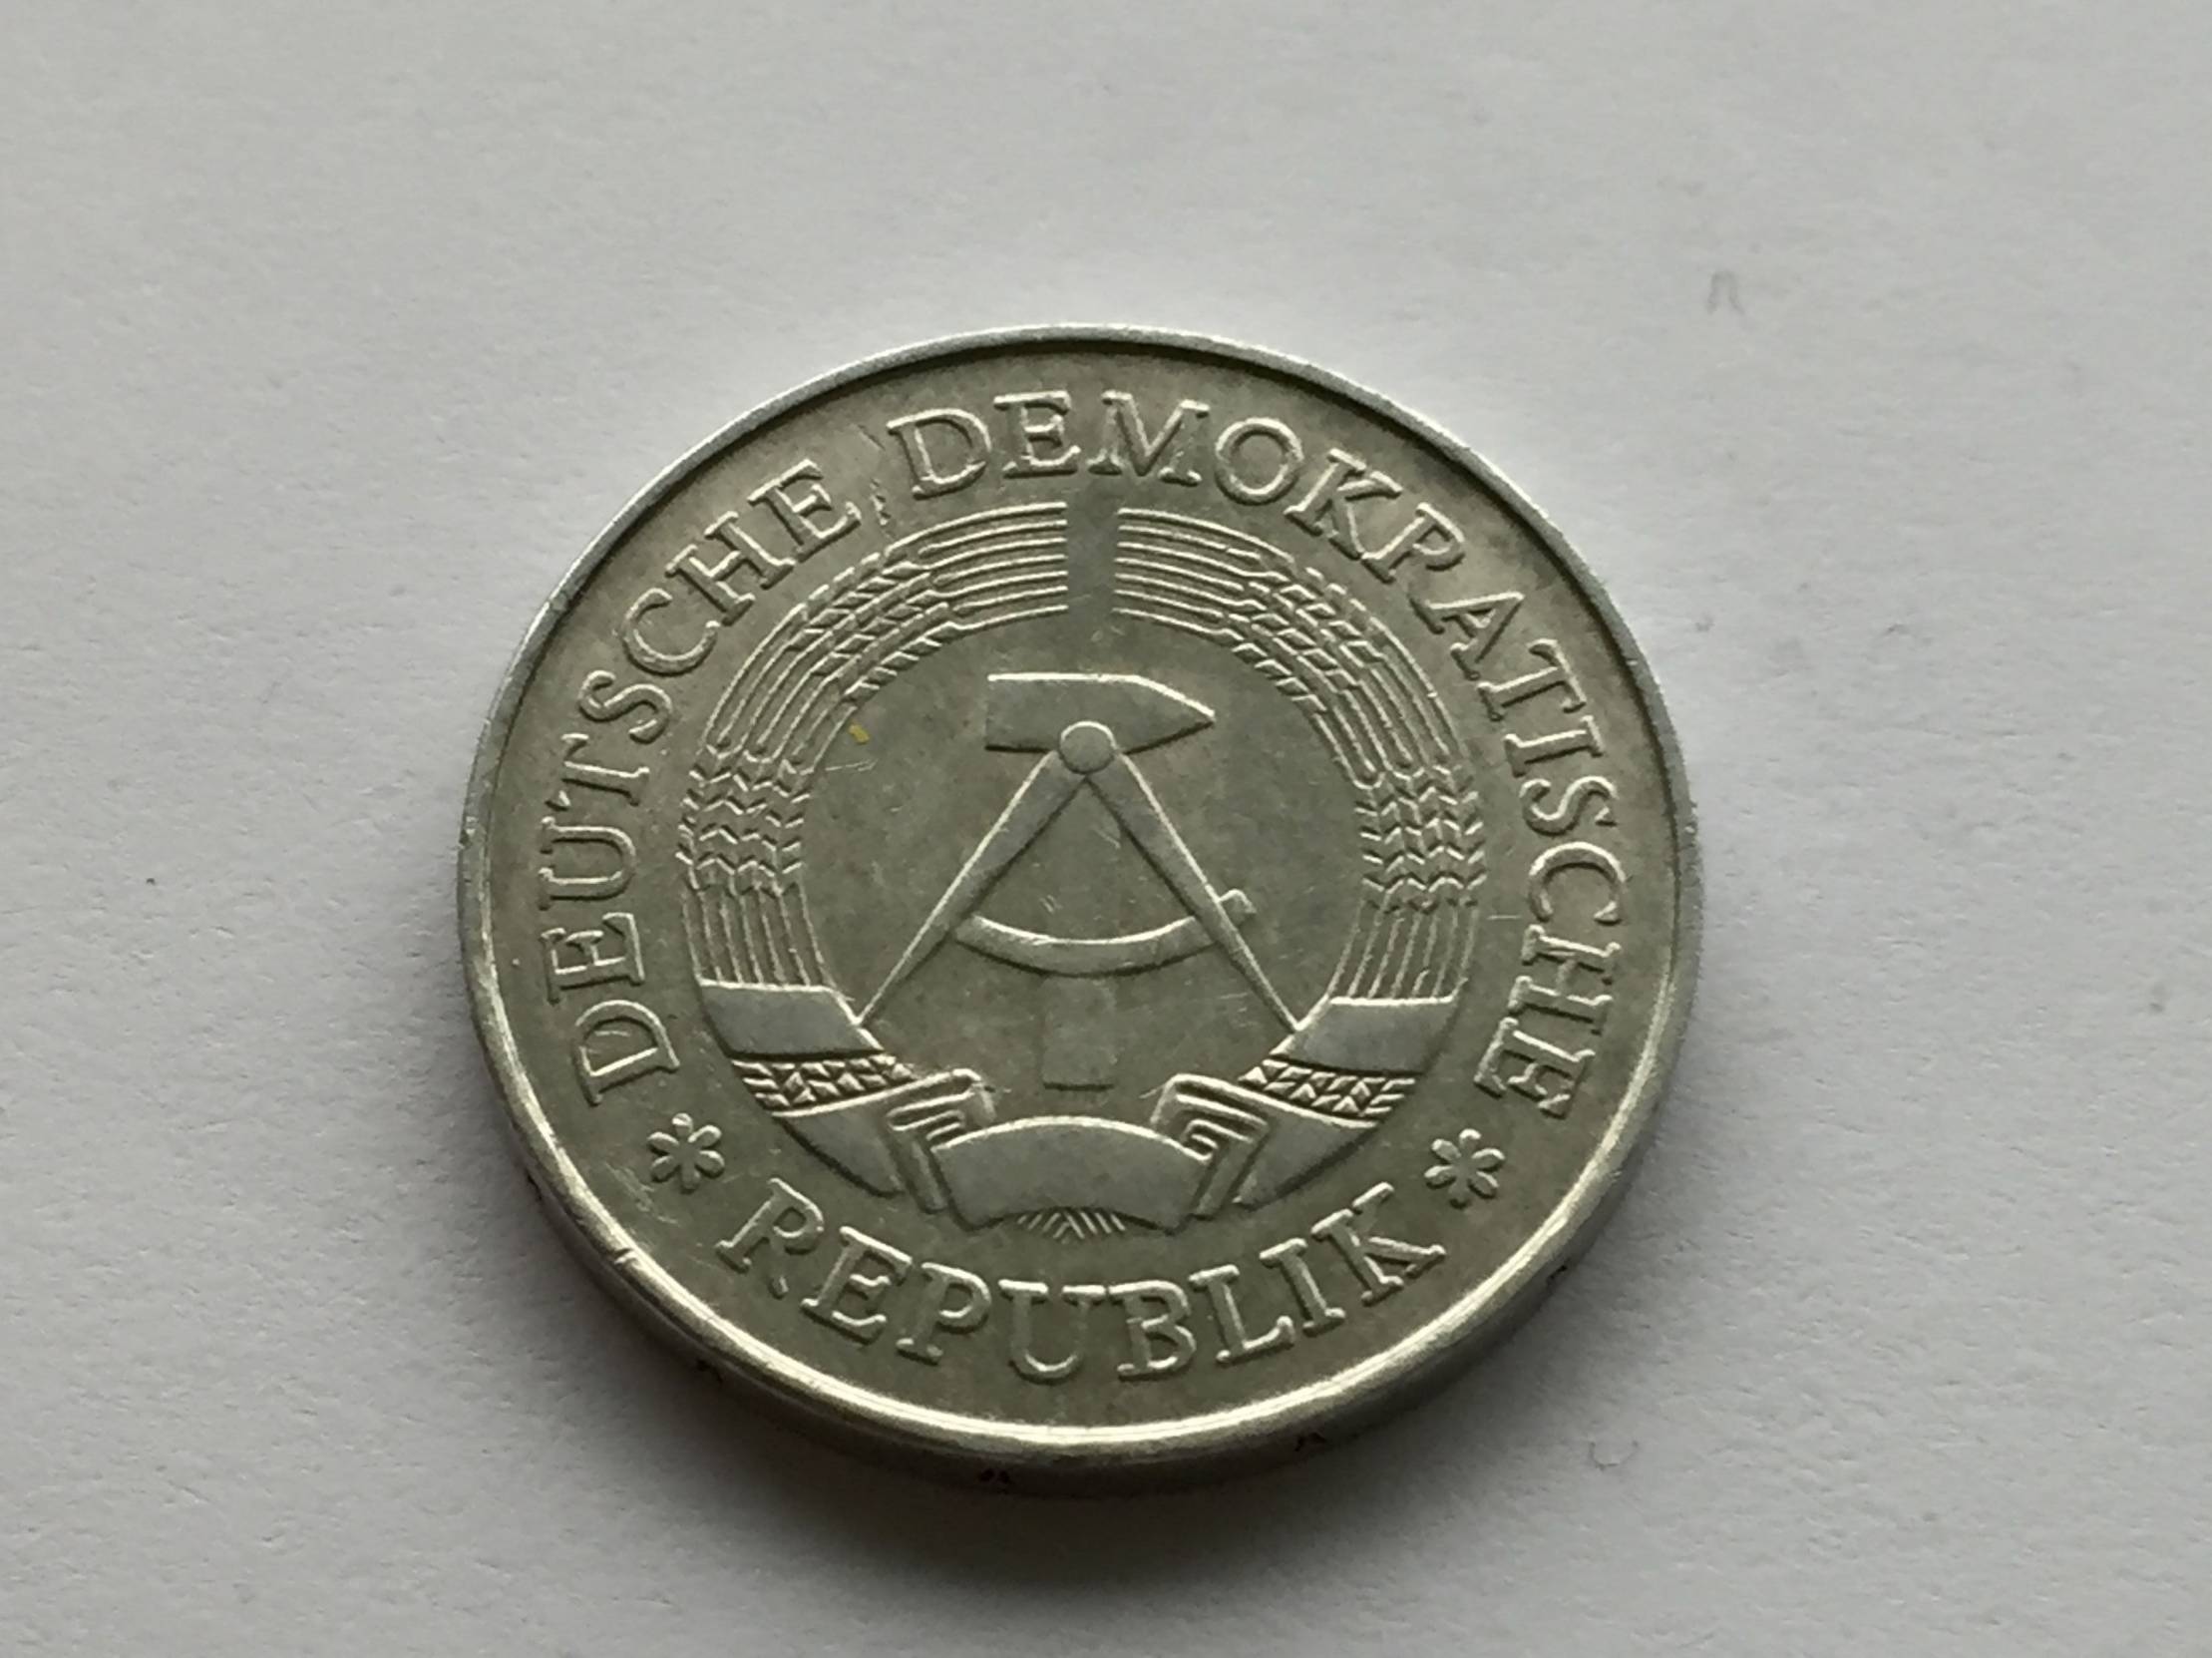 DEUTSCHE DEMOKRATISCHE
* REPUBLIK *